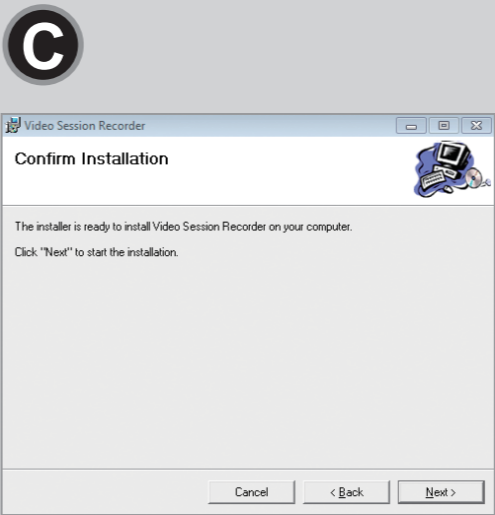 C
Video Session Recorder
Confirm Installation
The installer is ready to install Video Session Recorder on your computer.
Click "Next" to start the installation.
Cancel
< Back
Next >